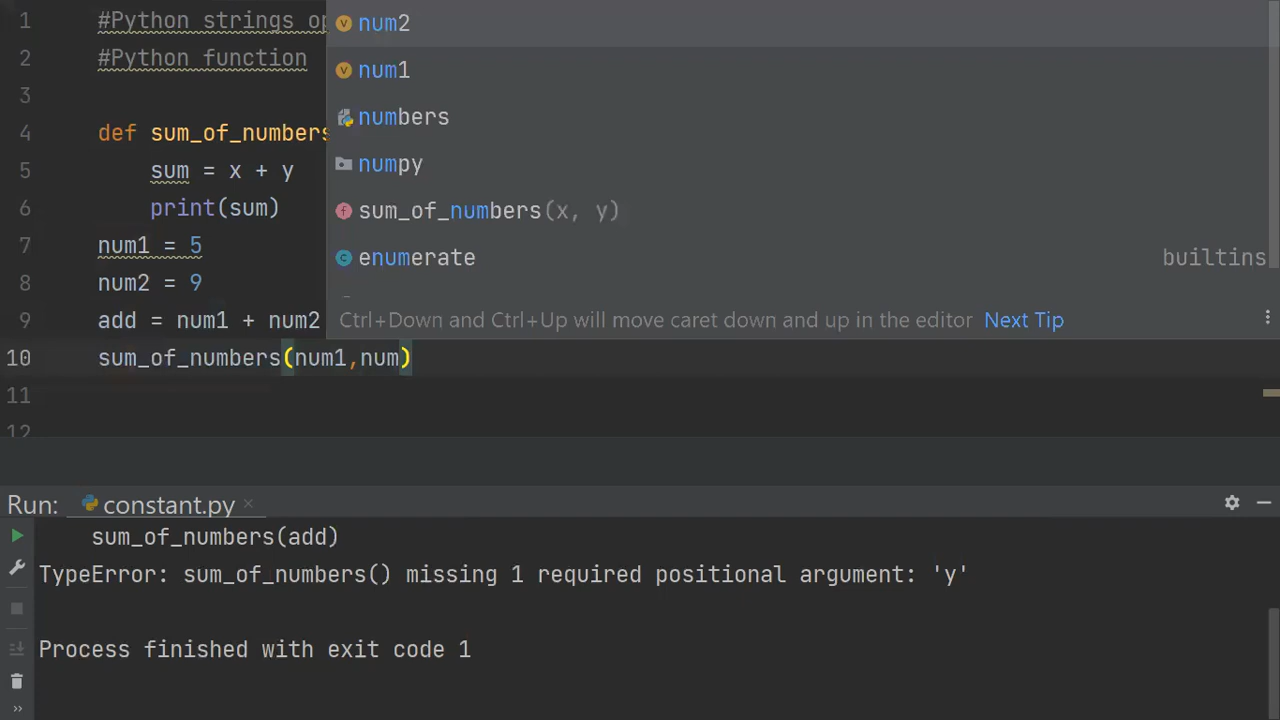 1 #Python strings op
2 #Python function
3
4 def sum_of_numbers
5 sum = x + y
6 print(sum)
7 num1 = 5
8 num2 = 9
9 add = num1 + num2
10 sum_of_numbers(num1,num)
11
12
num2
num1
numbers
numpy
sum_of_numbers(x, y)
enumerate builtins
Ctrl+Down and Ctrl+Up will move caret down and up in the editor Next Tip
Run: constant.py
sum_of_numbers(add)
TypeError: sum_of_numbers() missing 1 required positional argument: 'y'
Process finished with exit code 1